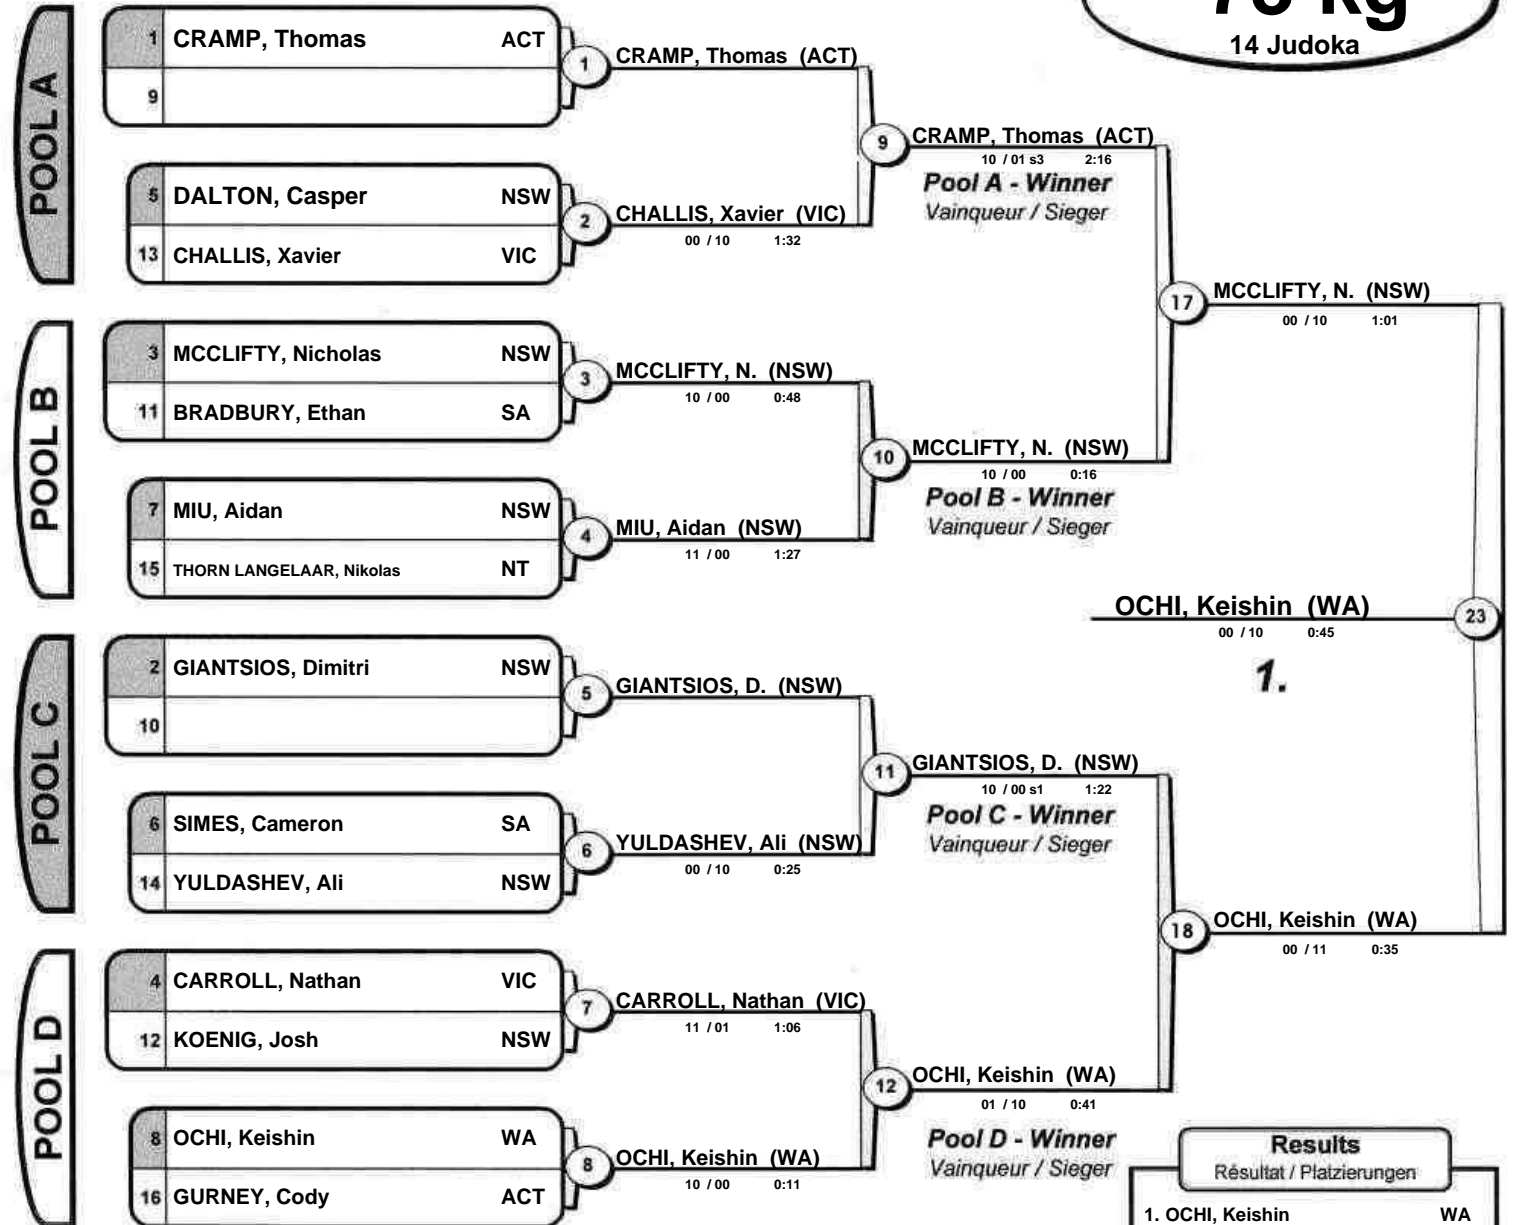 73 kg
14 Judoka
POOL A
1 CRAMP, Thomas ACT
9
1
CRAMP, Thomas (ACT)
5 DALTON, Casper NSW
13 CHALLIS, Xavier VIC
2
CHALLIS, Xavier (VIC)
00 / 10 1:32
9
CRAMP, Thomas (ACT)
10 / 01 s3 2:16
Pool A - Winner
Vainqueur / Sieger
POOL B
3 MCCLIFTY, Nicholas NSW
11 BRADBURY, Ethan SA
3
MCCLIFTY, N. (NSW)
10 / 00 0:48
7 MIU, Aidan NSW
15 THORN LANGELAAR, Nikolas NT
4
MIU, Aidan (NSW)
11 / 00 1:27
10
MCCLIFTY, N. (NSW)
10 / 00 0:16
Pool B - Winner
Vainqueur / Sieger
17
MCCLIFTY, N. (NSW)
00 / 10 1:01
POOL C
2 GIANTSIOS, Dimitri NSW
10
5
GIANTSIOS, D. (NSW)
6 SIMES, Cameron SA
14 YULDASHEV, Ali NSW
6
YULDASHEV, Ali (NSW)
00 / 10 0:25
11
GIANTSIOS, D. (NSW)
10 / 00 s1 1:22
Pool C - Winner
Vainqueur / Sieger
POOL D
4 CARROLL, Nathan VIC
12 KOENIG, Josh NSW
7
CARROLL, Nathan (VIC)
11 / 01 1:06
8 OCHI, Keishin WA
16 GURNEY, Cody ACT
8
OCHI, Keishin (WA)
10 / 00 0:11
12
OCHI, Keishin (WA)
01 / 10 0:41
Pool D - Winner
Vainqueur / Sieger
18
OCHI, Keishin (WA)
00 / 11 0:35
OCHI, Keishin (WA)
00 / 10 0:45
23
1.
Results
Résultat / Platzierungen
1. OCHI, Keishin WA